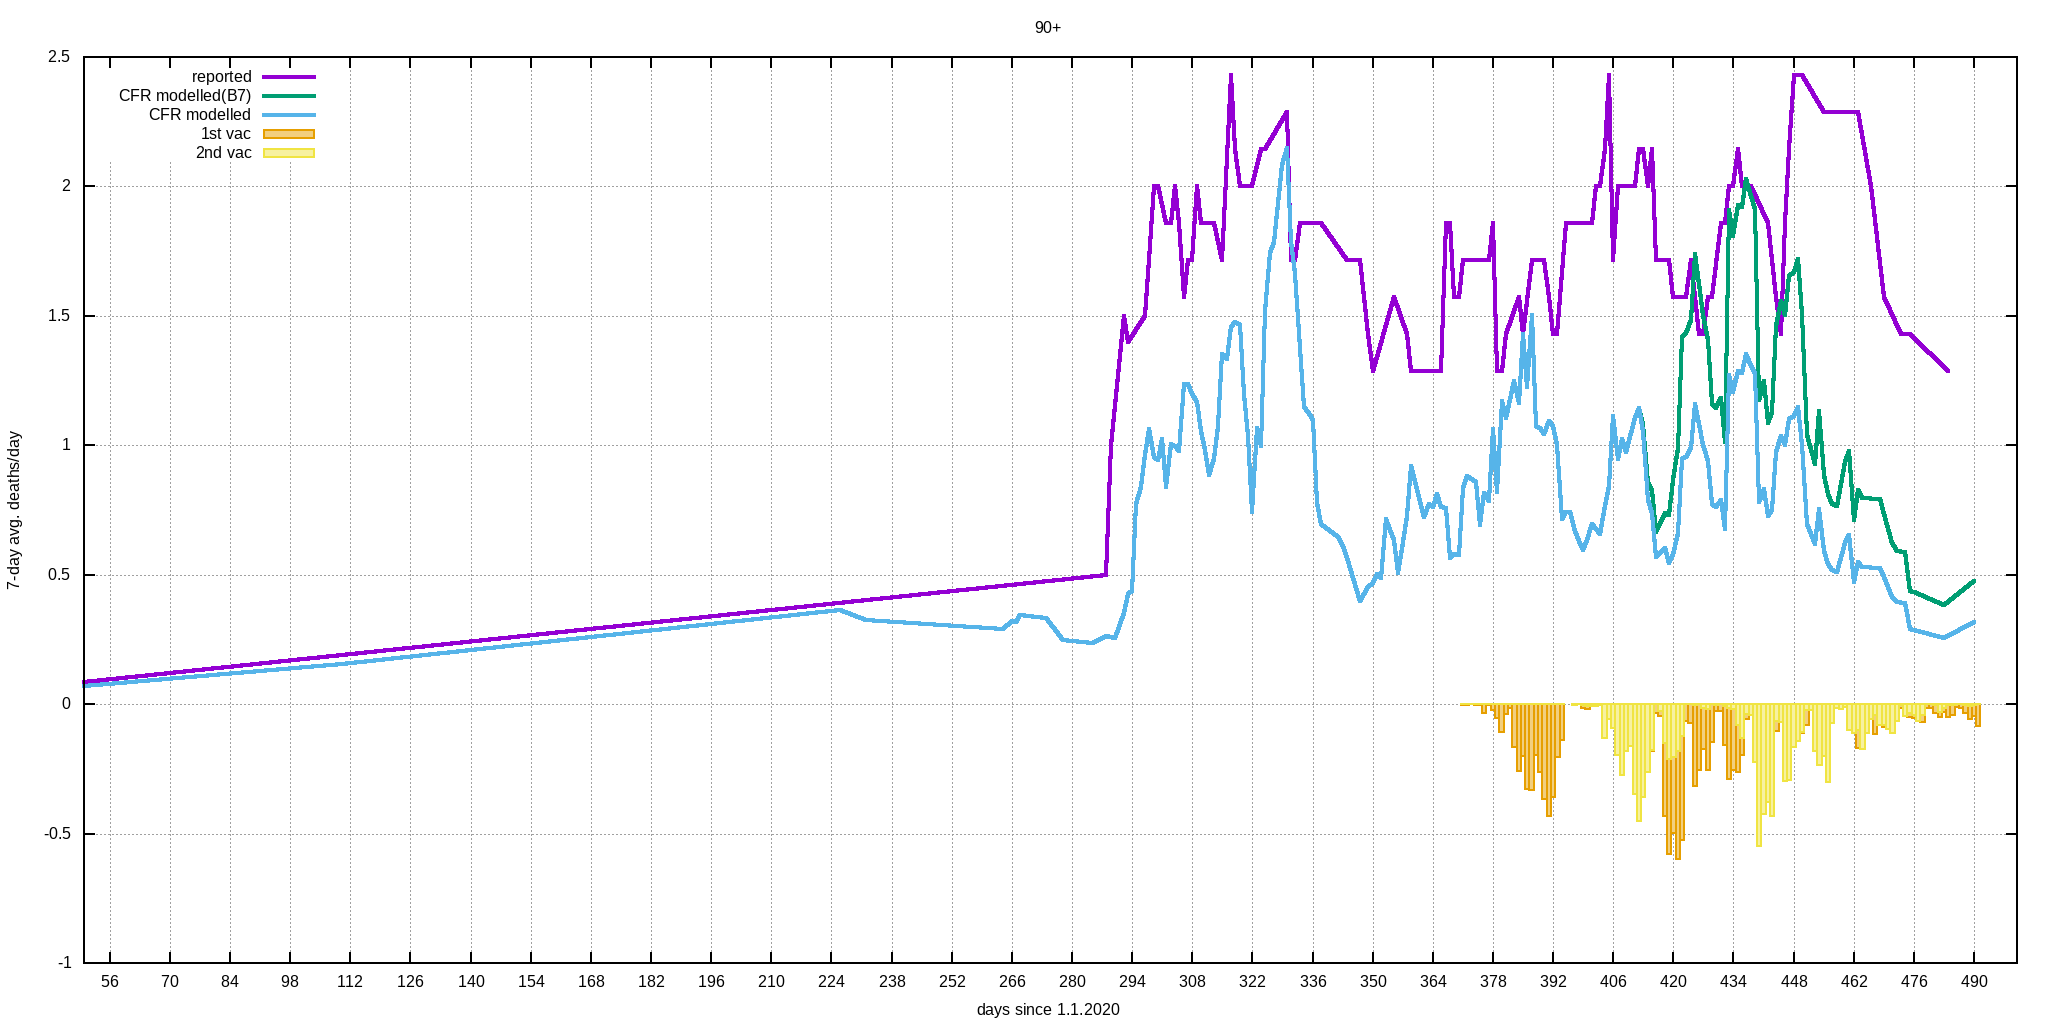 90+
2.5
2
1.5
1
0.5
0
-0.5
-1
reported
CFR modelled(B7)
CFR modelled
1st vac
2nd vac
7-day avg. deaths/day
56 70 84 98 112 126 140 154 168 182 196 210 224 238 252 266 280 294 308 322 336 350 364 378 392 406 420 434 448 462 476 490
days since 1.1.2020